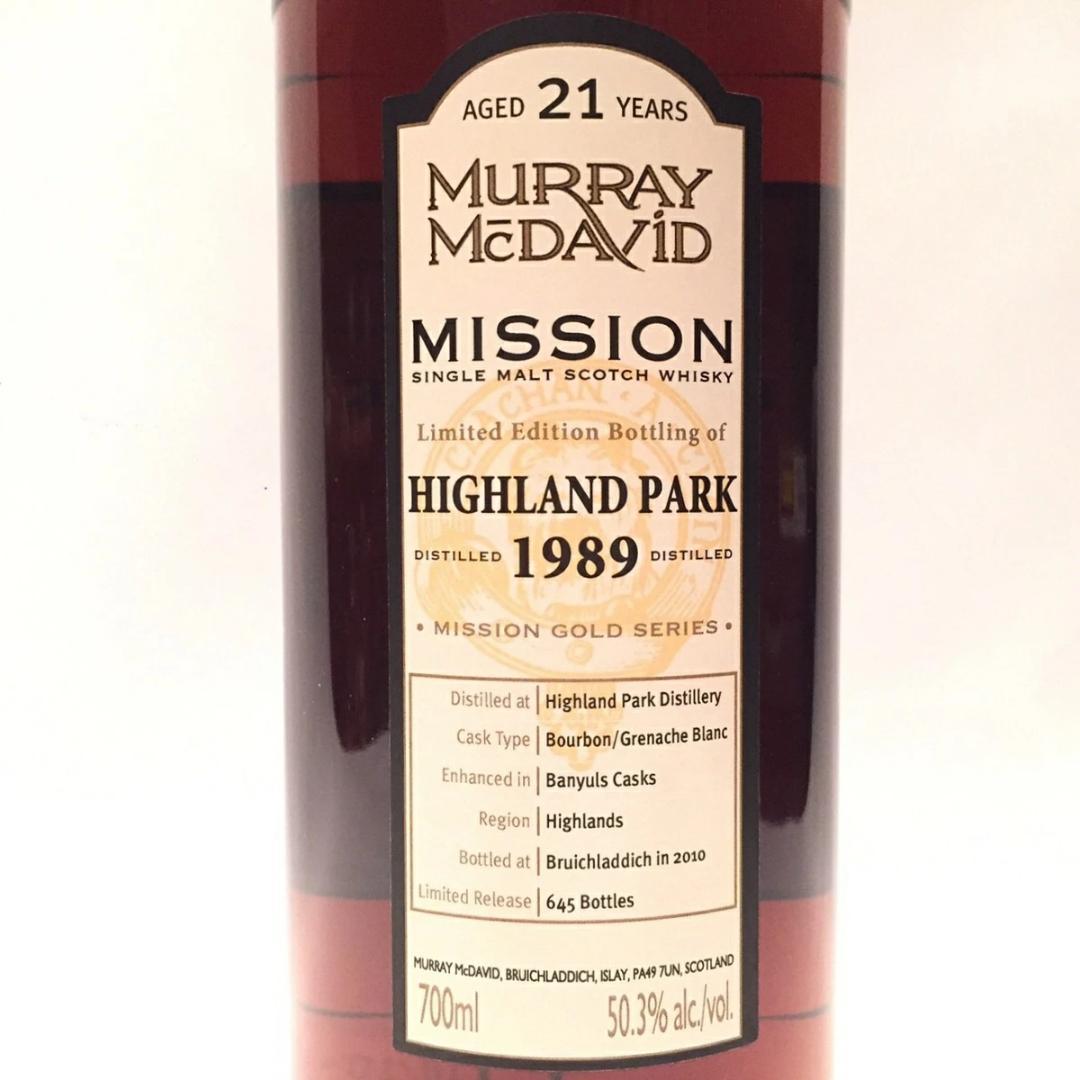 AGED 21 YEARS
MURRAY
McDAVID
MISSION
SINGLE MALT SCOTCH WHISKY
CLACHAN · A
Limited Edition Bottling of
HIGHLAND PARK
DISTILLED 1989 DISTILLED
• MISSION GOLD SERIES •
Distilled at | Highland Park Distillery
Cask Type | Bourbon/Grenache Blanc
Enhanced in | Banyuls Casks
Region | Highlands
Bottled at | Bruichladdich in 2010
Limited Release | 645 Bottles
MURRAY McDAVID, BRUICHLADDICH, ISLAY, PA49 7UN, SCOTLAND
700ml 50.3% alc./vol.